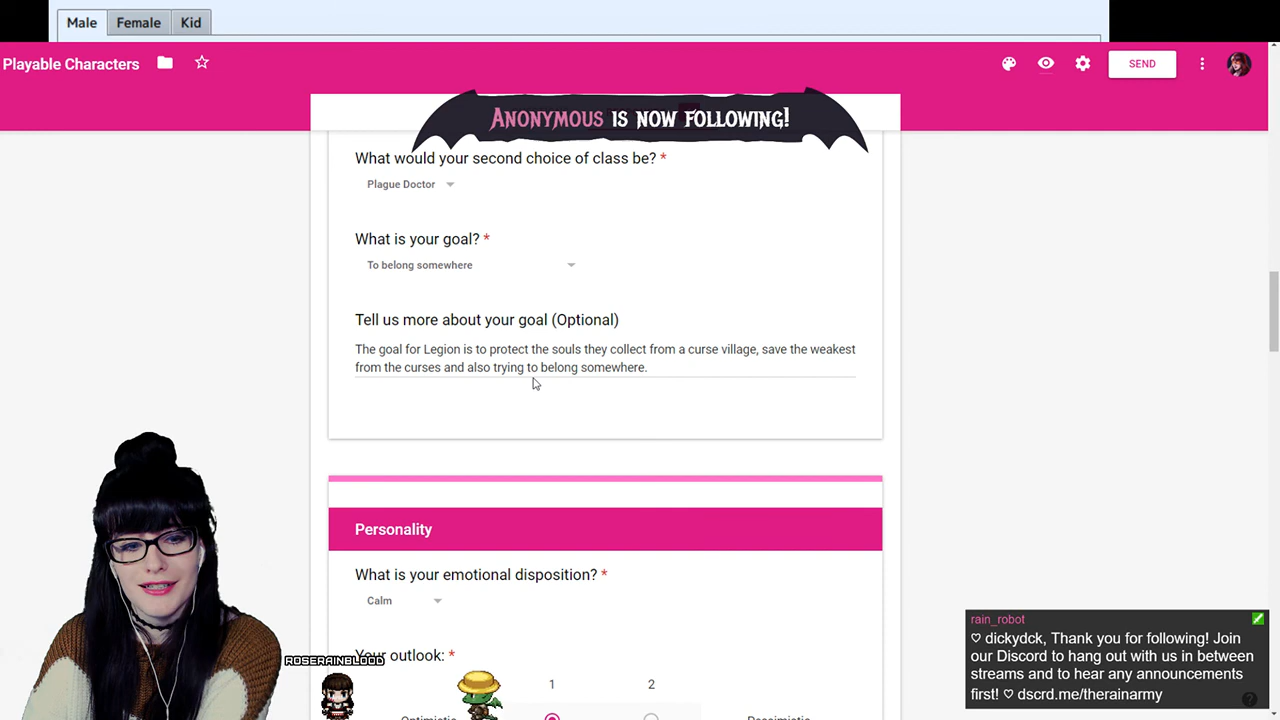 Male Female Kid
Playable Characters
SEND
ANONYMOUS IS NOW FOLLOWING!
What would your second choice of class be? *
Plague Doctor
What is your goal? *
To belong somewhere
Tell us more about your goal (Optional)
The goal for Legion is to protect the souls they collect from a curse village, save the weakest
from the curses and also trying to belong somewhere.
Personality
What is your emotional disposition? *
Calm
Your outlook: *
ROSERAINBLOOD
1 2
Optimistic Pessimistic
rain_robot
♡ dickydck, Thank you for following! Join
our Discord to hang out with us in between
streams and to hear any announcements
first! ♡ dscrd.me/therainarmy